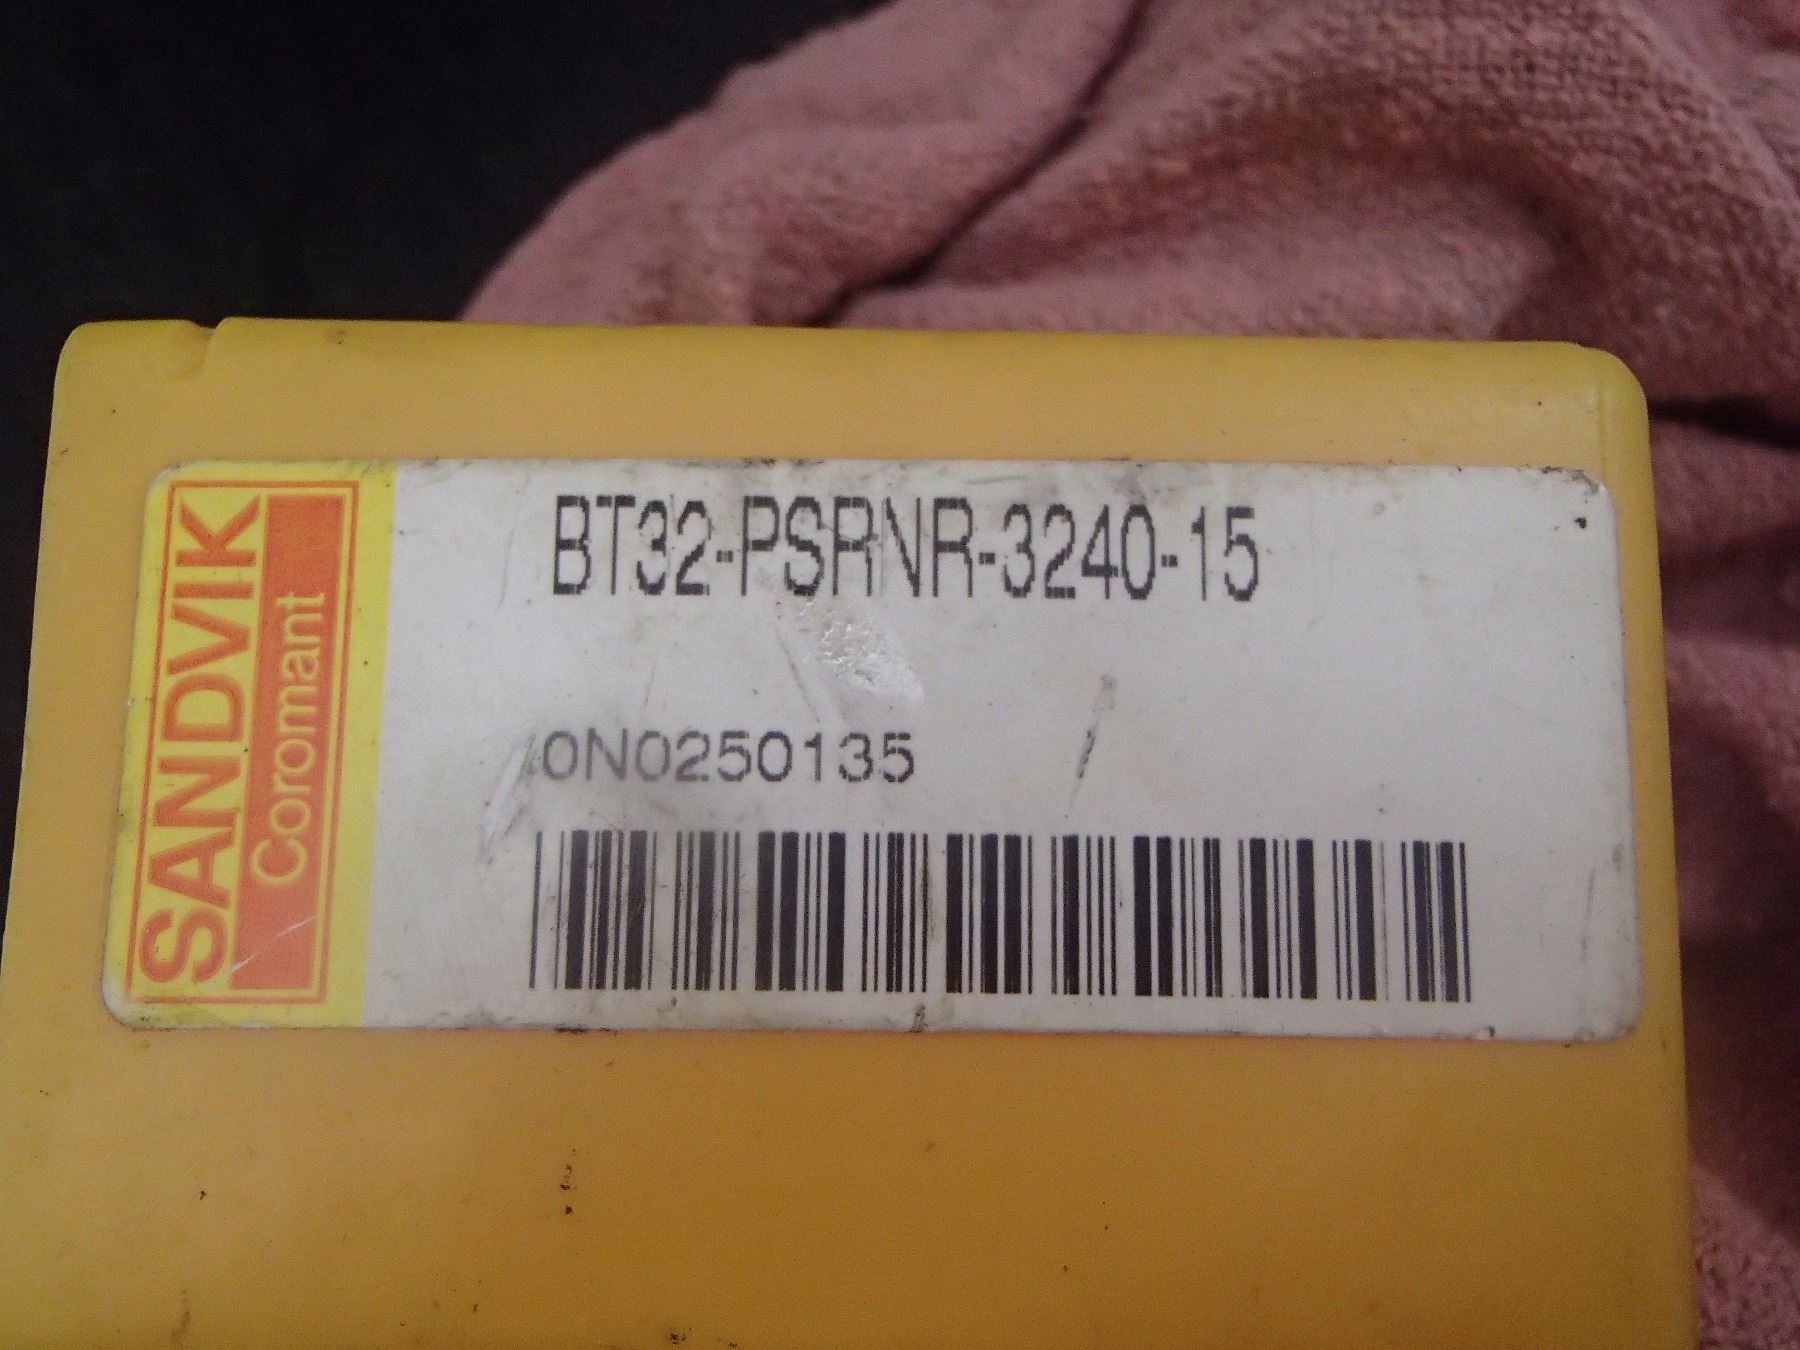 SANDVIK
Coromant
BT32-PSRNR-3240-15
0N0250135